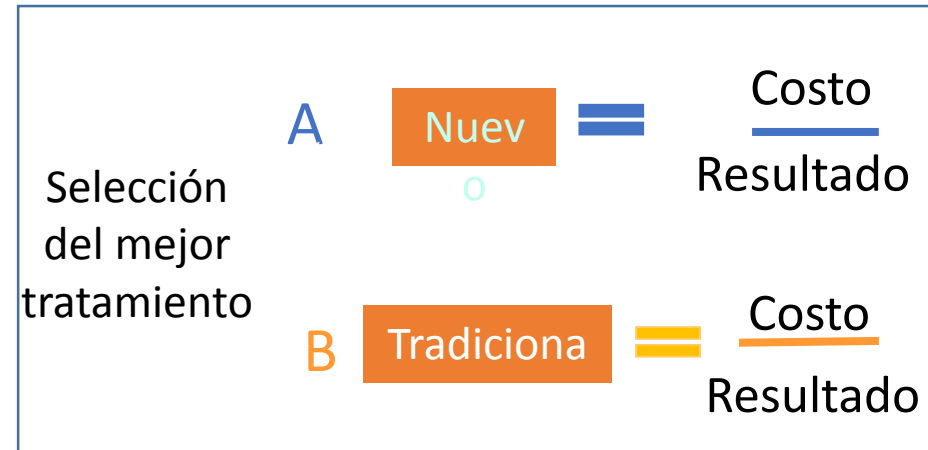 Selección
del mejor
tratamiento
A
Nuev
o
Costo
Resultado
B
Tradiciona
Costo
Resultado